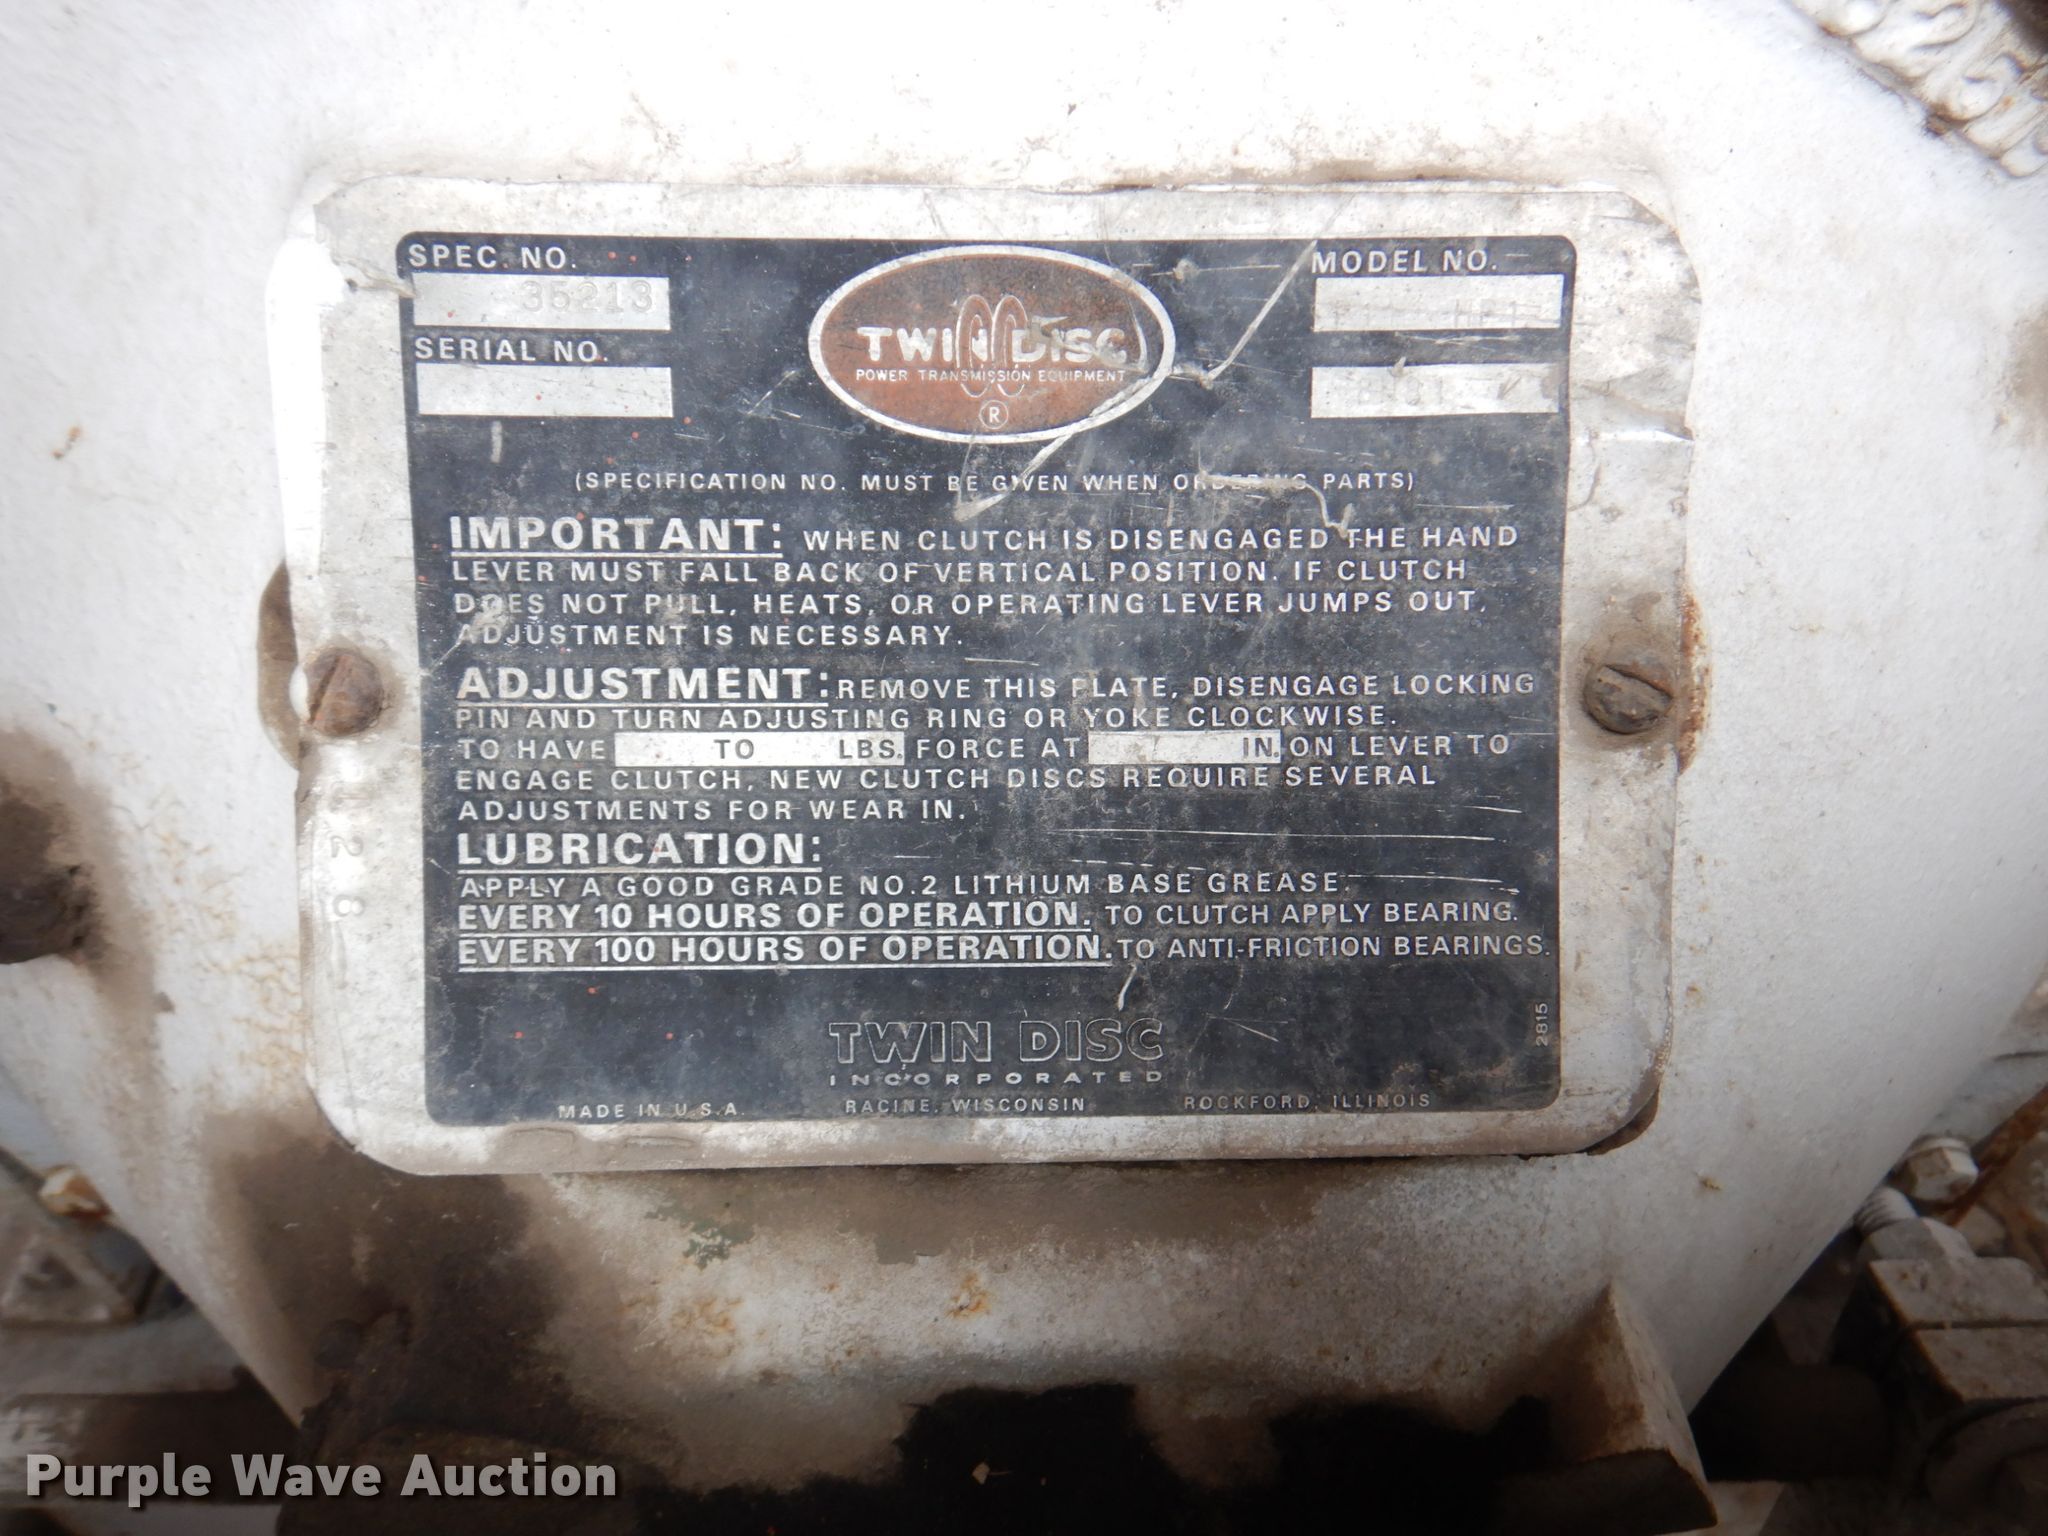 SPEC. NO.
35213
SERIAL NO.
TWIN DISC
POWER TRANSMISSION EQUIPMENT
®
MODEL NO.
(SPECIFICATION NO. MUST BE GIVEN WHEN ORDERING PARTS)
IMPORTANT: WHEN CLUTCH IS DISENGAGED THE HAND
LEVER MUST FALL BACK OF VERTICAL POSITION. IF CLUTCH
DOES NOT PULL, HEATS, OR OPERATING LEVER JUMPS OUT,
ADJUSTMENT IS NECESSARY.
ADJUSTMENT: REMOVE THIS PLATE, DISENGAGE LOCKING
PIN AND TURN ADJUSTING RING OR YOKE CLOCKWISE.
TO HAVE TO LBS. FORCE AT IN. ON LEVER TO
ENGAGE CLUTCH, NEW CLUTCH DISCS REQUIRE SEVERAL
ADJUSTMENTS FOR WEAR IN.
LUBRICATION:
APPLY A GOOD GRADE NO.2 LITHIUM BASE GREASE.
EVERY 10 HOURS OF OPERATION. TO CLUTCH APPLY BEARING.
EVERY 100 HOURS OF OPERATION. TO ANTI-FRICTION BEARINGS.
2815
TWIN DISC
INCORPORATED
MADE IN U.S.A. RACINE, WISCONSIN ROCKFORD, ILLINOIS
Purple Wave Auction